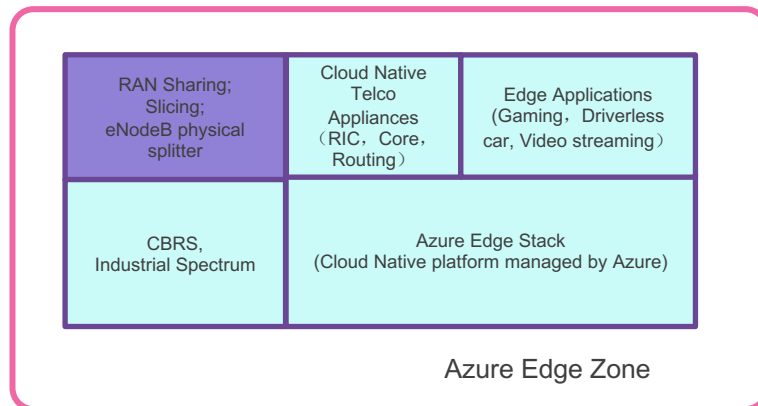 RAN Sharing;
Slicing;
eNodeB physical
splitter
Cloud Native
Telco
Appliances
（RIC，Core，
Routing）
Edge Applications
(Gaming，Driverless
car, Video streaming）
CBRS,
Industrial Spectrum
Azure Edge Stack
(Cloud Native platform managed by Azure)
Azure Edge Zone